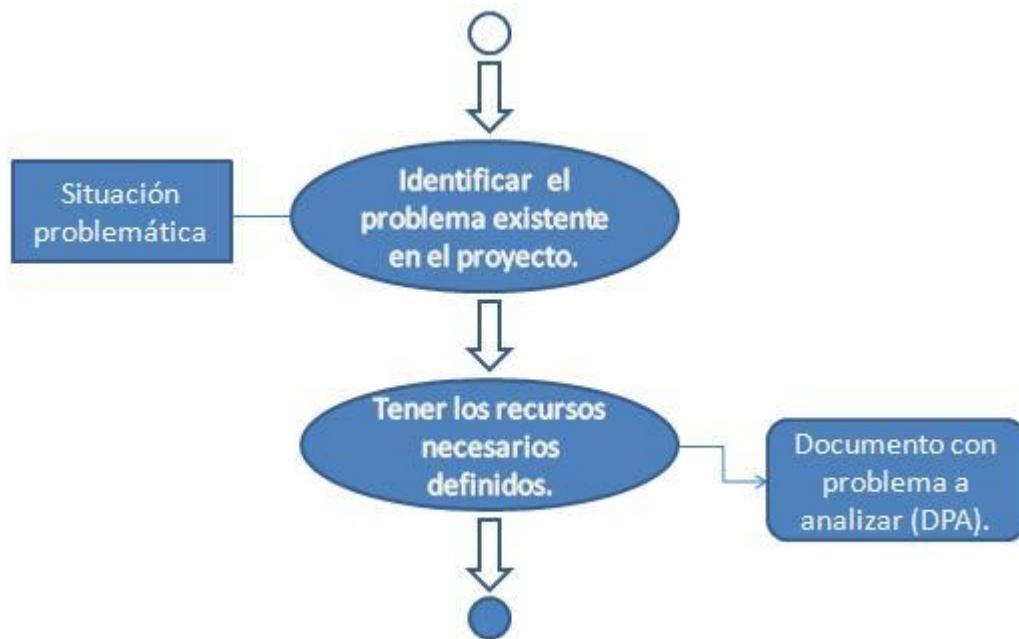 Situación
problemática
Identificar el
problema existente
en el proyecto.
Tener los recursos
necesarios
definidos.
Documento con
problema a
analizar (DPA).